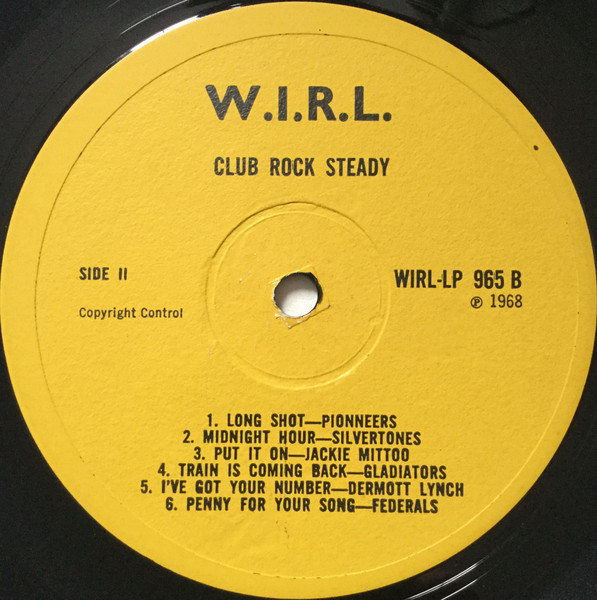 W.I.R.L.
CLUB ROCK STEADY
SIDE II
WIRL-LP 965 B
Copyright Control
℗ 1968
1. LONG SHOT—PIONNEERS
2. MIDNIGHT HOUR—SILVERTONES
3. PUT IT ON—JACKIE MITTOO
4. TRAIN IS COMING BACK—GLADIATORS
5. I'VE GOT YOUR NUMBER—DERMOTT LYNCH
6. PENNY FOR YOUR SONG—FEDERALS